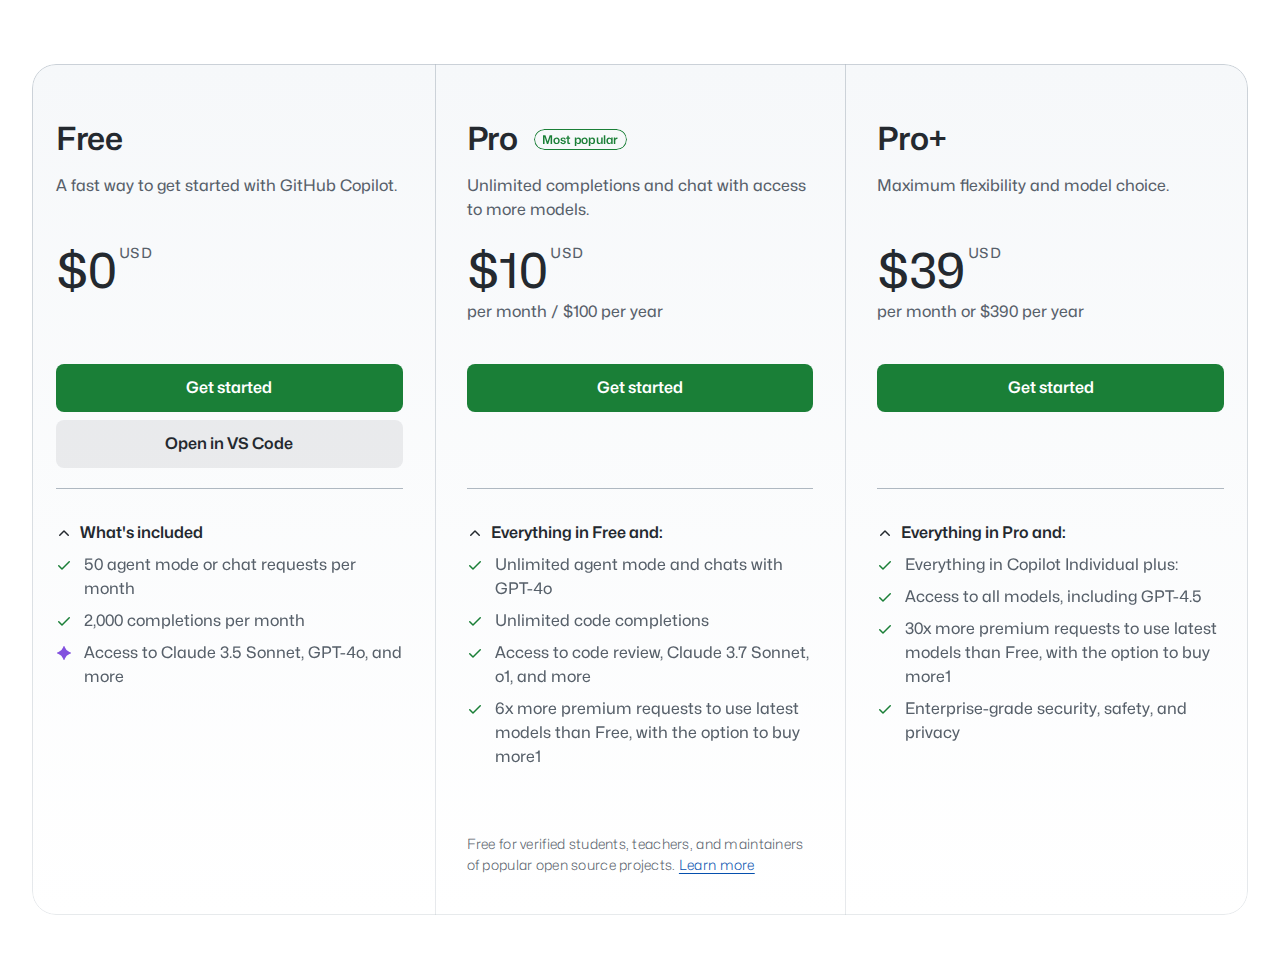 Free
A fast way to get started with GitHub Copilot.
$0 USD
Get started
Open in VS Code
What's included
50 agent mode or chat requests per
month
2,000 completions per month
Access to Claude 3.5 Sonnet, GPT-4o, and
more
Pro Most popular
Unlimited completions and chat with access
to more models.
$10 USD
per month / $100 per year
Get started
Everything in Free and:
Unlimited agent mode and chats with
GPT-4o
Unlimited code completions
Access to code review, Claude 3.7 Sonnet,
o1, and more
6x more premium requests to use latest
models than Free, with the option to buy
more1
Free for verified students, teachers, and maintainers
of popular open source projects. Learn more
Pro+
Maximum flexibility and model choice.
$39 USD
per month or $390 per year
Get started
Everything in Pro and:
Everything in Copilot Individual plus:
Access to all models, including GPT-4.5
30x more premium requests to use latest
models than Free, with the option to buy
more1
Enterprise-grade security, safety, and
privacy